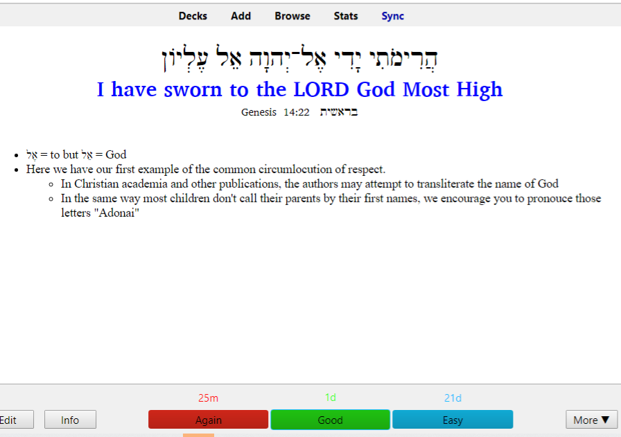 Decks Add Browse Stats Sync
הֲרִימֹתִי יָדִי אֶל־יְהוָה אֵל עֶלְיוֹן
I have sworn to the LORD God Most High
Genesis 14:22 בראשית
אֶל = to but אֵל = God
Here we have our first example of the common circumlocution of respect.
In Christian academia and other publications, the authors may attempt to transliterate the name of God
In the same way most children don't call their parents by their first names, we encourage you to pronouce those
letters "Adonai"
25m 1d 21d
Edit Info Again Good Easy More ▼